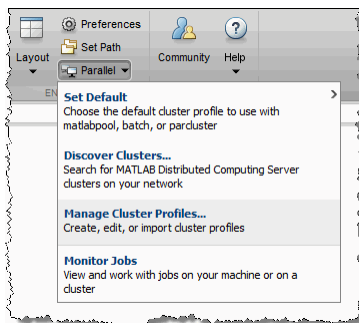 Layout
Preferences
Set Path
Parallel
Community
Help
EN
Set Default
Choose the default cluster profile to use with
matlabpool, batch, or parcluster
Discover Clusters...
Search for MATLAB Distributed Computing Server
clusters on your network
Manage Cluster Profiles...
Create, edit, or import cluster profiles
Monitor Jobs
View and work with jobs on your machine or on a
cluster